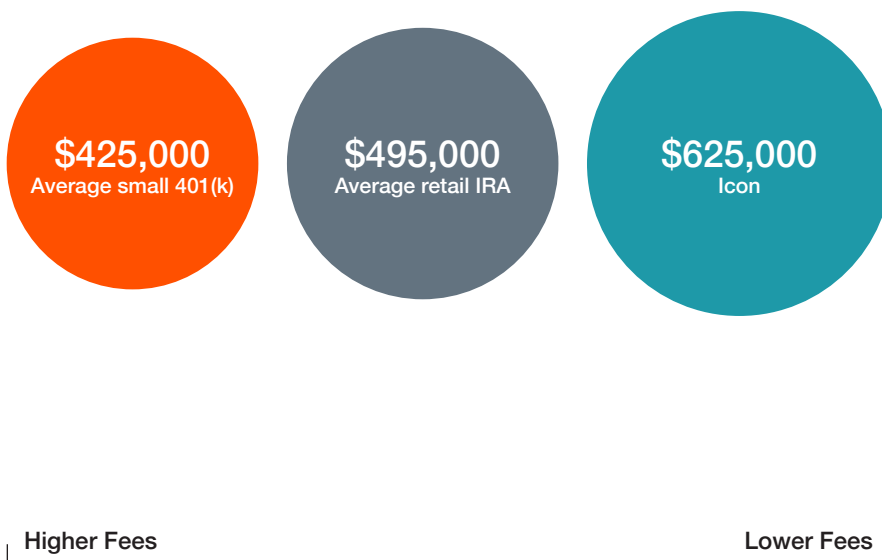 $425,000
Average small 401(k)
$495,000
Average retail IRA
$625,000
Icon
Higher Fees
Lower Fees